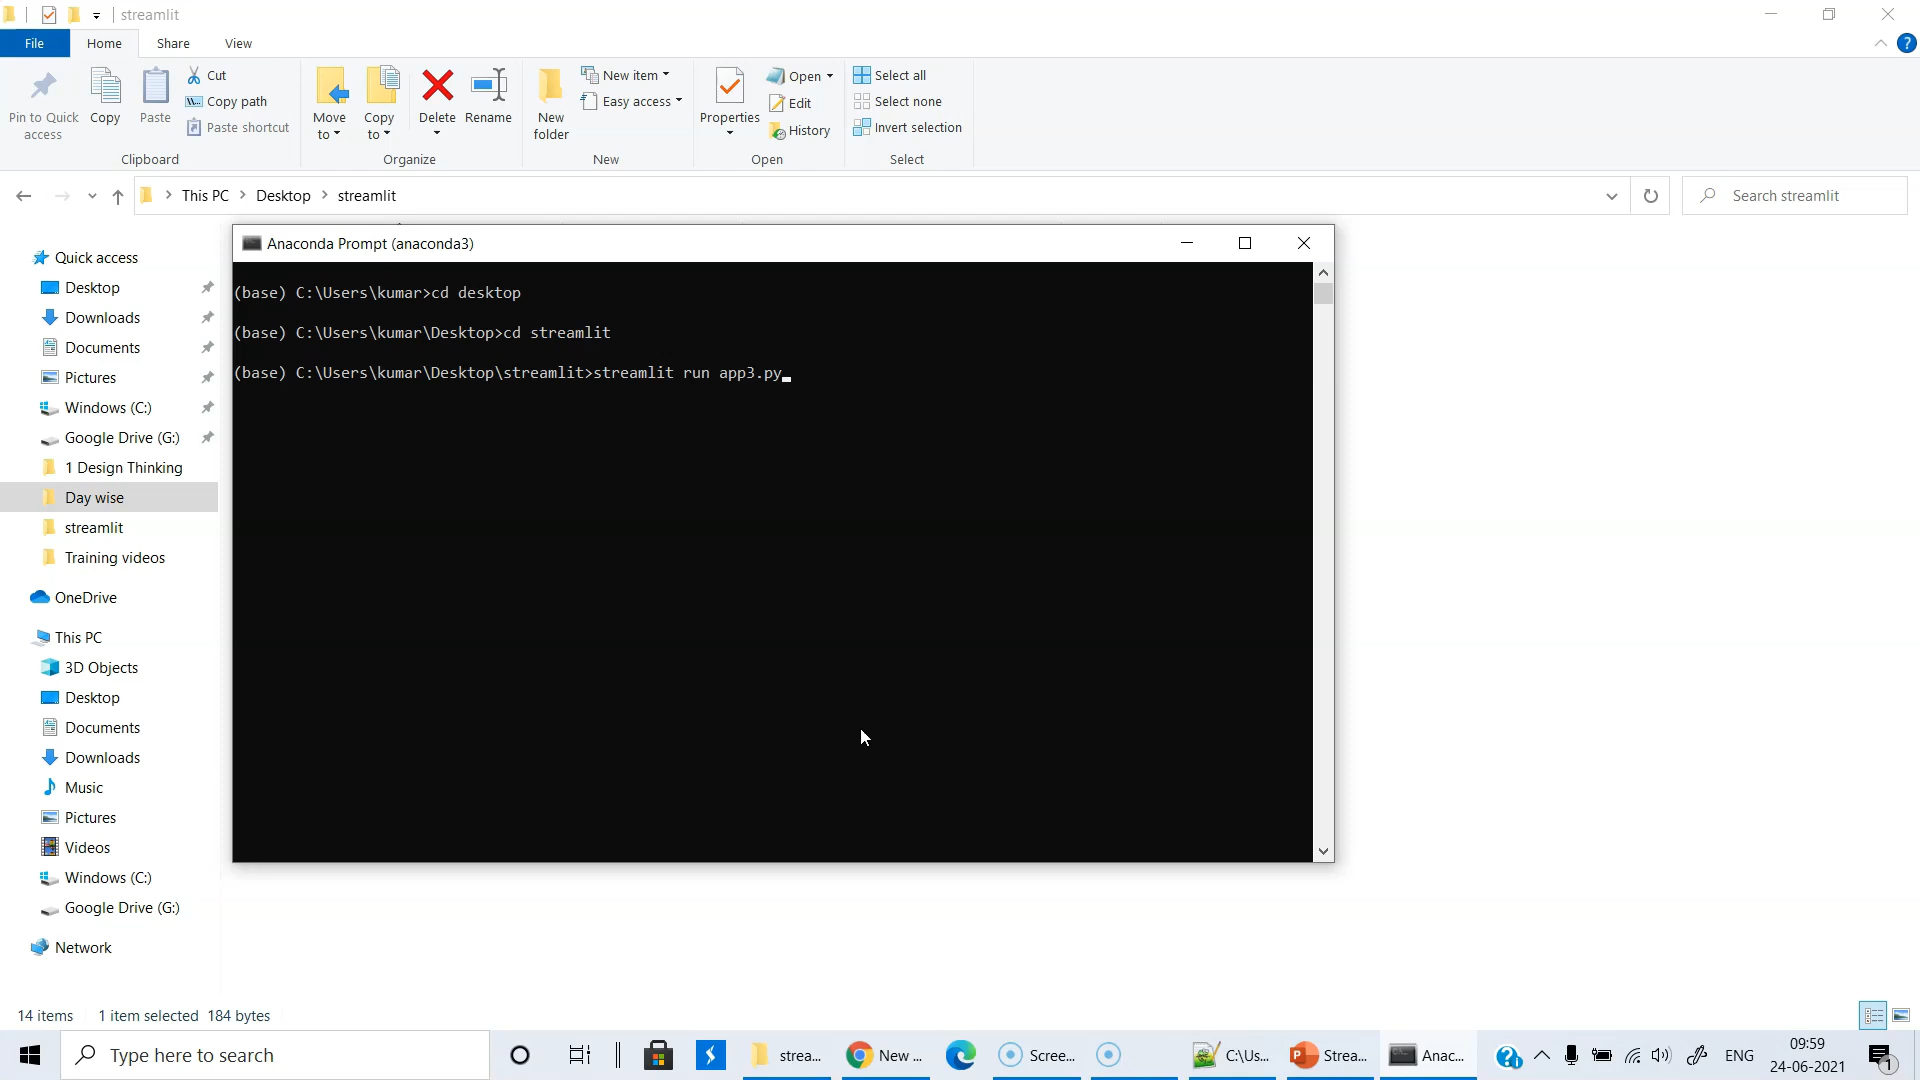 streamlit
File
Home
Share
View
Pin to Quick access
Copy
Paste
Cut
Copy path
Paste shortcut
Clipboard
Move to
Copy to
Delete
Rename
Organize
New folder
New item
Easy access
New
Properties
Open
Edit
History
Open
Select all
Select none
Invert selection
Select
This PC > Desktop > streamlit
Search streamlit
Quick access
Desktop
Downloads
Documents
Pictures
Windows (C:)
Google Drive (G:)
1 Design Thinking
Day wise
streamlit
Training videos
OneDrive
This PC
3D Objects
Desktop
Documents
Downloads
Music
Pictures
Videos
Windows (C:)
Google Drive (G:)
Network
Anaconda Prompt (anaconda3)
(base) C:\Users\kumar>cd desktop
(base) C:\Users\kumar\Desktop>cd streamlit
(base) C:\Users\kumar\Desktop\streamlit>streamlit run app3.py
14 items 1 item selected 184 bytes
Type here to search
strea...
New ...
Scree...
C:\Us...
Strea...
Anac...
ENG
09:59
24-06-2021
1